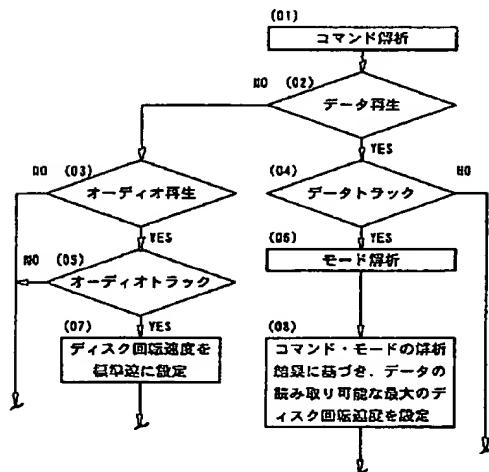 (01)
コマンド解析
NO (02)
データ再生
YES
NO (03)
オーディオ再生
(04)
データトラック
NO
YES
YES
NO (05)
オーディオトラック
(06)
モード解析
YES
(07)
ディスク回転速度を
標準速に設定
(08)
コマンド・モードの解析
結果に基づき、データの
読み取り可能な最大のデ
ィスク回転速度を設定